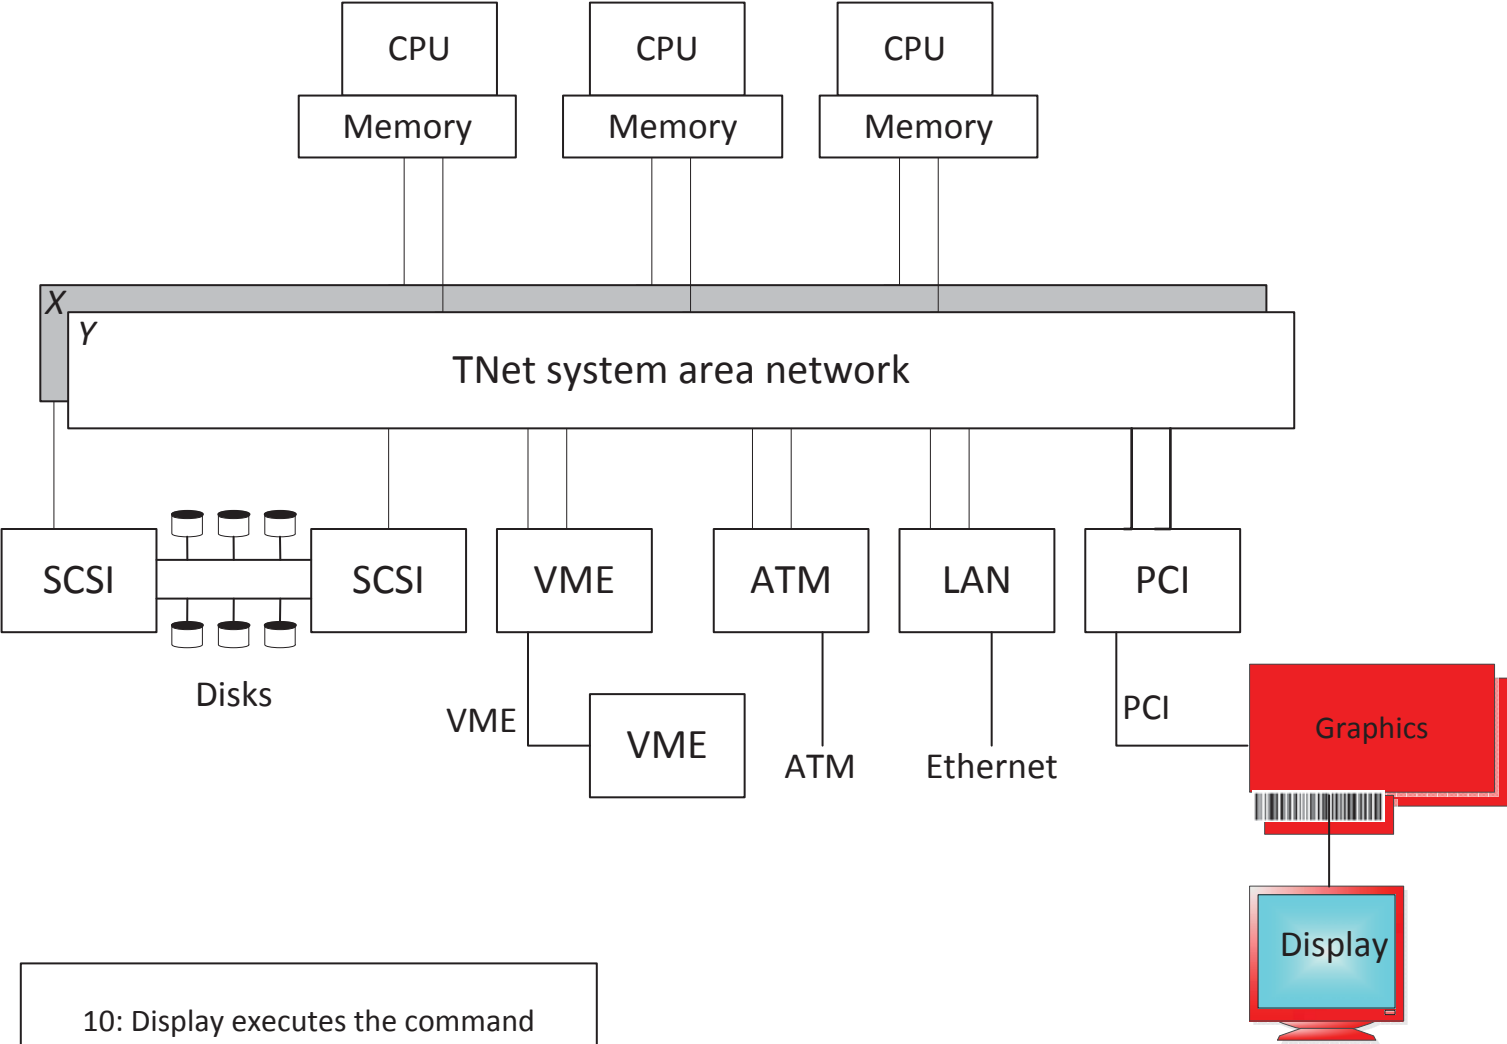 CPU
CPU
CPU
Memory
Memory
Memory
X
Y
TNet system area network
SCSI
SCSI
VME
ATM
LAN
PCI
Disks
VME
VME
ATM
Ethernet
PCI
Graphics
Display
10: Display executes the command